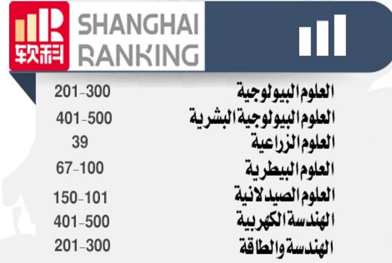 软科
SHANGHAI
RANKING
العلوم البيولوجية 201-300
العلوم البيولوجية البشرية 401-500
العلوم الزراعية 39
العلوم البيطرية 67-100
العلوم الصيدلانية 150-101
الهندسة الكهربية 401-500
الهندسة والطاقة 201-300